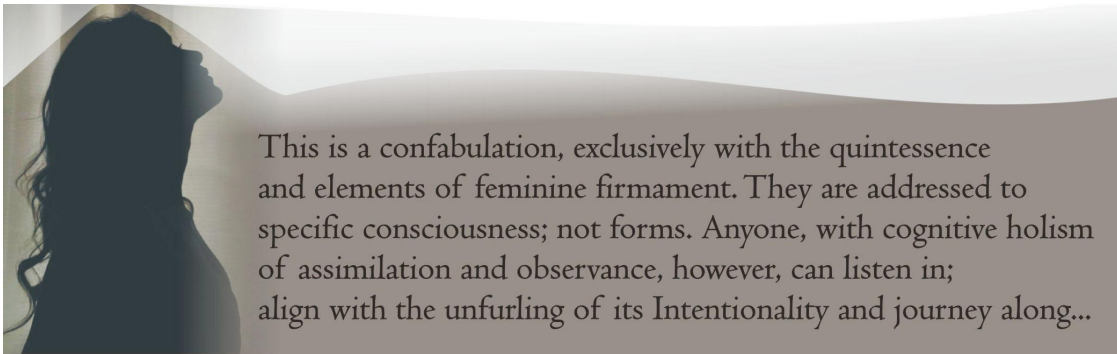 This is a confabulation, exclusively with the quintessence
and elements of feminine firmament. They are addressed to
specific consciousness; not forms. Anyone, with cognitive holism
of assimilation and observance, however, can listen in;
align with the unfurling of its Intentionality and journey along...